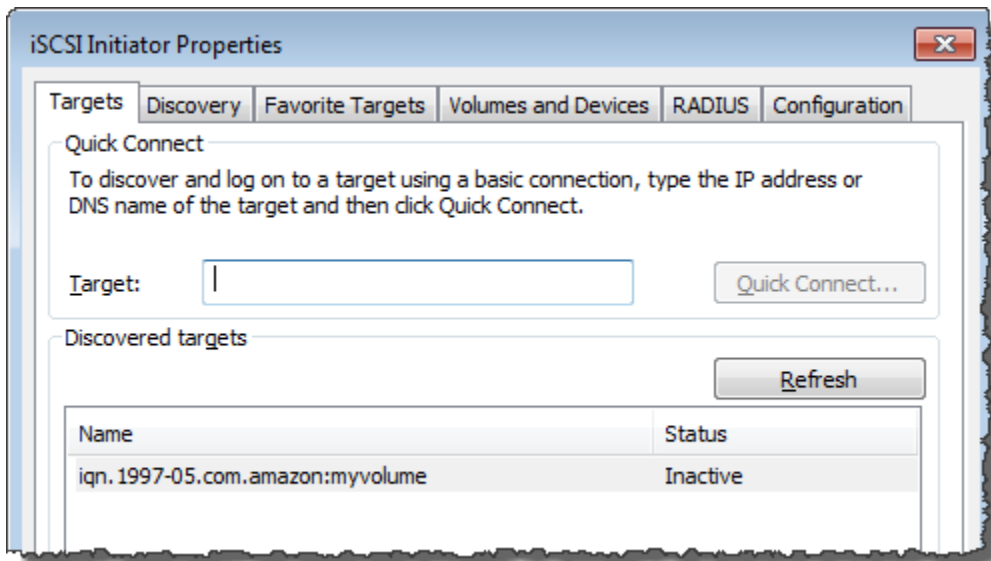 iSCSI Initiator Properties
Targets Discovery Favorite Targets Volumes and Devices RADIUS Configuration
Quick Connect
To discover and log on to a target using a basic connection, type the IP address or
DNS name of the target and then click Quick Connect.
Target: Quick Connect...
Discovered targets
Refresh
Name Status
iqn.1997-05.com.amazon:myvolume Inactive